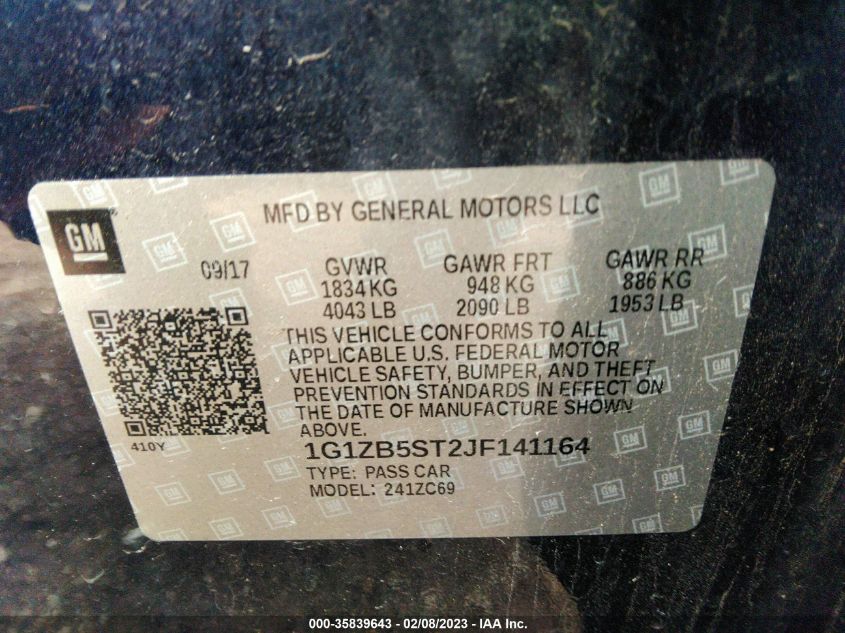 MFD BY GENERAL MOTORS LLC
GM
09/17
GVWR GAWR FRT GAWR RR
1834 KG 948 KG 886 KG
4043 LB 2090 LB 1953 LB
THIS VEHICLE CONFORMS TO ALL
APPLICABLE U.S. FEDERAL MOTOR
VEHICLE SAFETY, BUMPER, AND THEFT
PREVENTION STANDARDS IN EFFECT ON
THE DATE OF MANUFACTURE SHOWN
ABOVE.
410Y
1G1ZB5ST2JF141164
TYPE: PASS CAR
MODEL: 241ZC69
000-35839643 - 02/08/2023 - IAA Inc.